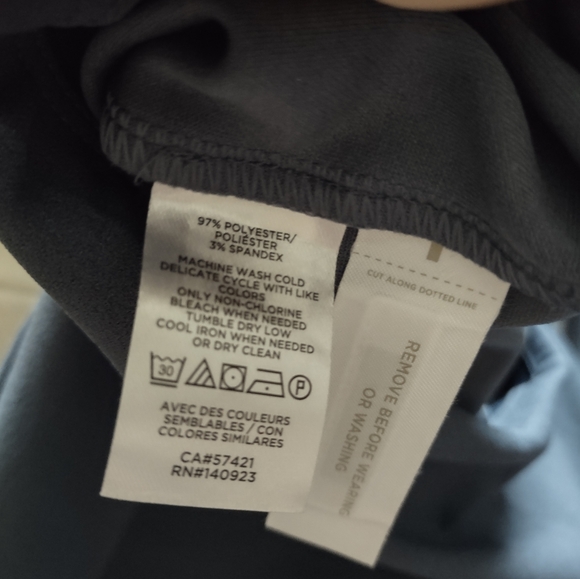 97% POLYESTER/
POLIÉSTER
3% SPANDEX
MACHINE WASH COLD
DELICATE CYCLE WITH LIKE
COLORS
ONLY NON-CHLORINE
BLEACH WHEN NEEDED
TUMBLE DRY LOW
COOL IRON WHEN NEEDED
OR DRY CLEAN
30
P
AVEC DES COULEURS
SEMBLABLES / CON
COLORES SIMILARES
CA#57421
RN#140923
CUT ALONG DOTTED LINE
REMOVE BEFORE WEARING
OR WASHING